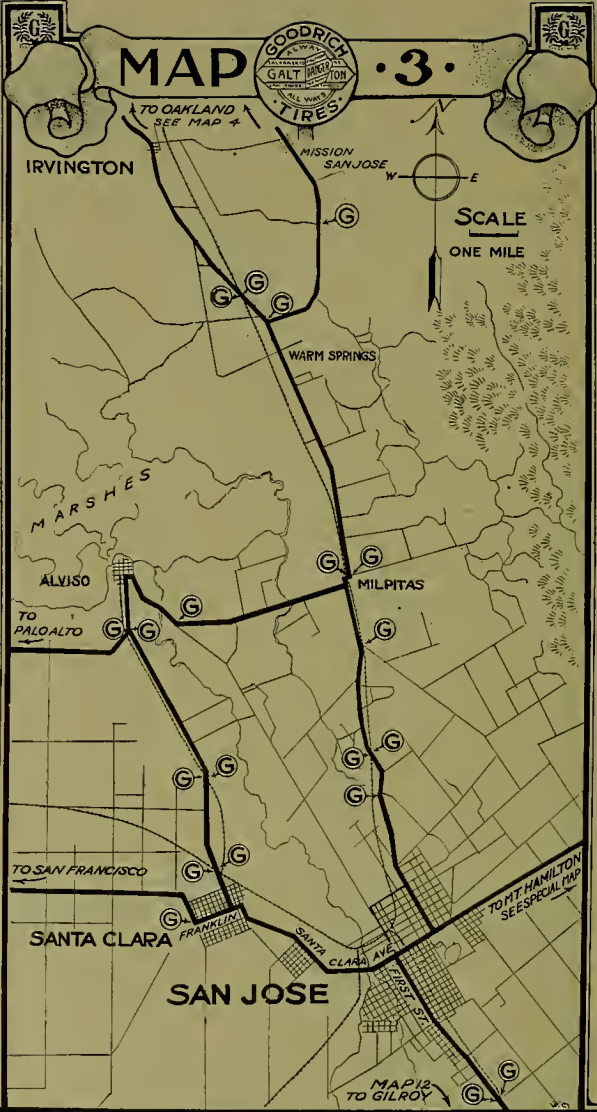 G
G
MAP
GOODRICH
ALWAY
GALT
DANGER
TON
ALL WAYS
TIRES
• 3 •
TO OAKLAND
SEE MAP 4
IRVINGTON
MISSION
SAN JOSE
N
W
E
SCALE
ONE MILE
G
G
G
G
WARM SPRINGS
MARSHES
ALVISO
G
G
MILPITAS
G
TO
PALO ALTO
G
G
G
G
G
G
G
G
G
G
TO SAN FRANCISCO
G
FRANKLIN
SANTA CLARA
SANTA
CLARA AVE
TO MT. HAMILTON
SEE SPECIAL MAP
SAN JOSE
FIRST ST.
MAP 12
TO GILROY
G
G